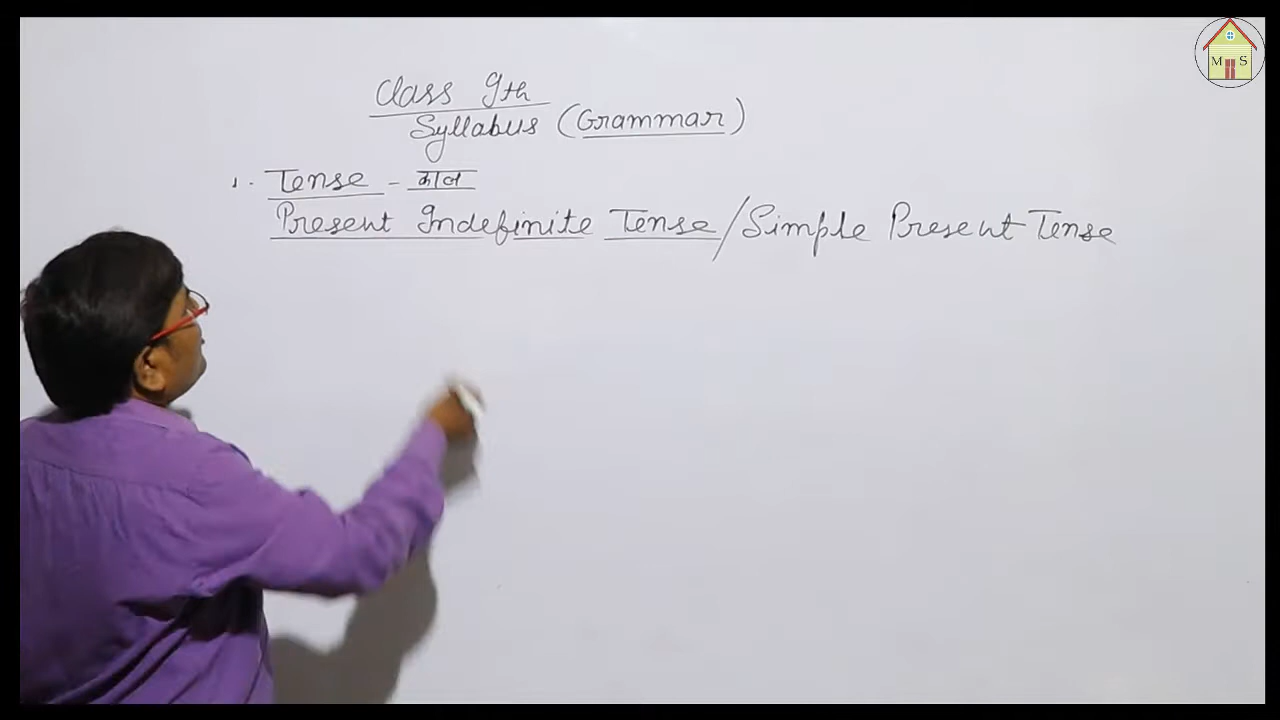 Class 9th
Syllabus (Grammar)
1. Tense - काल
Present Indefinite Tense/Simple Present Tense
M S